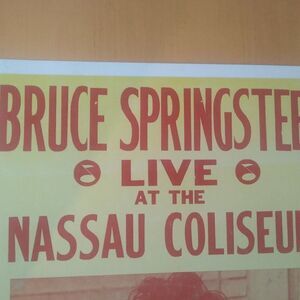 BRUCE SPRINGSTEE
LIVE
AT THE
NASSAU COLISEU